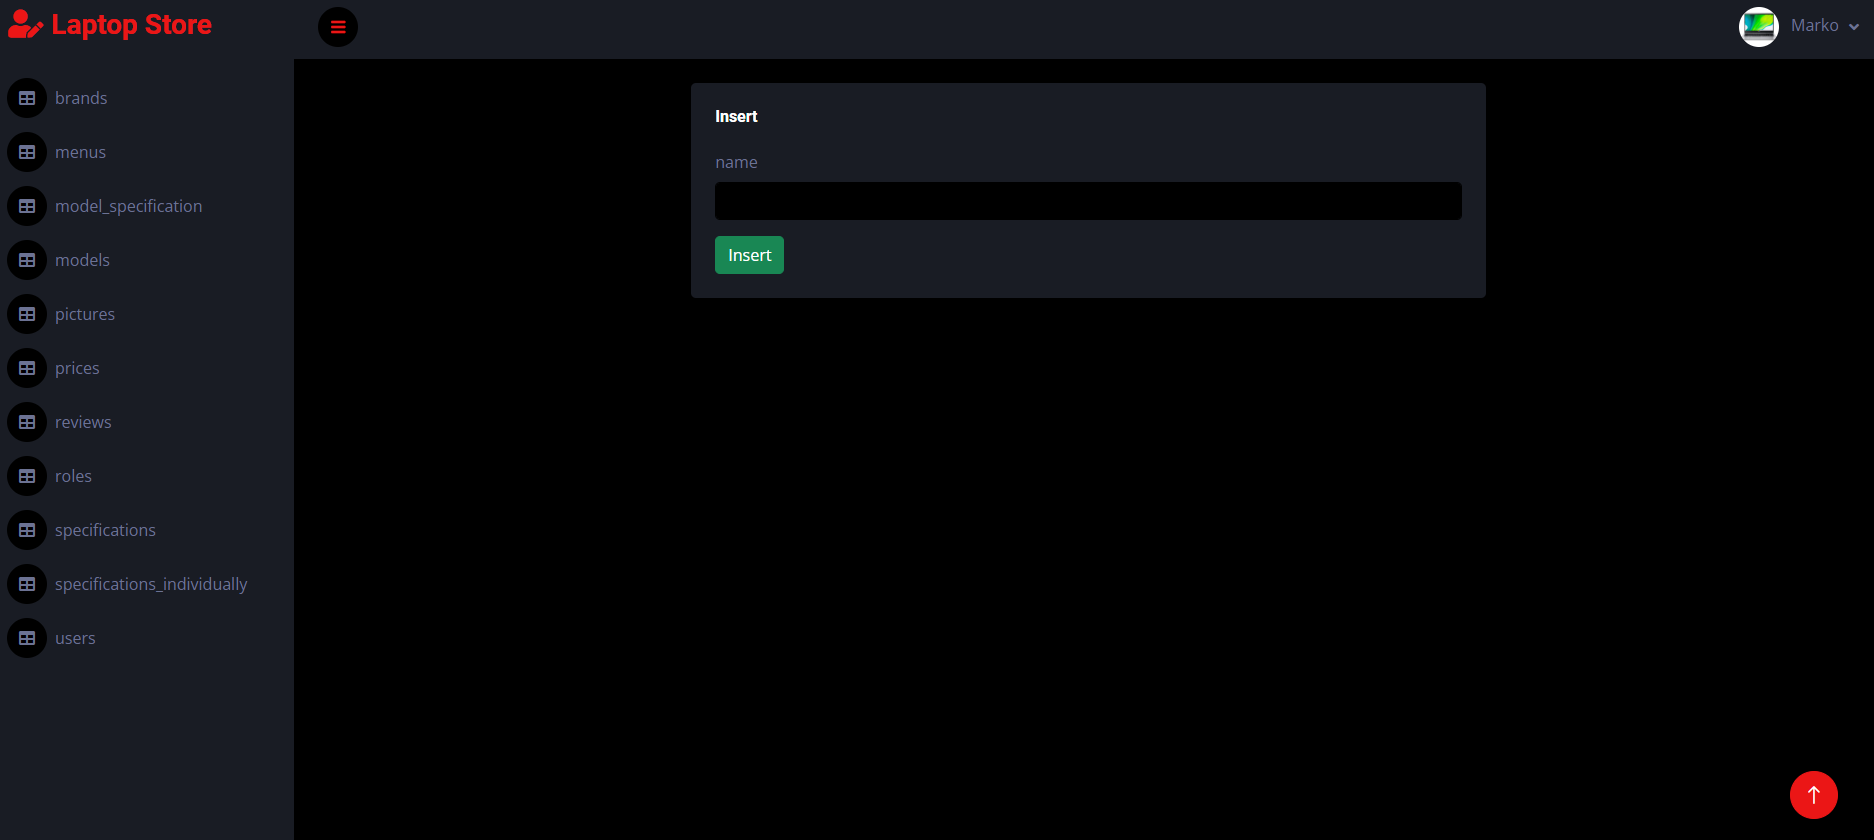 Laptop Store
Marko
brands
menus
model_specification
models
pictures
prices
reviews
roles
specifications
specifications_individually
users
Insert
name
Insert